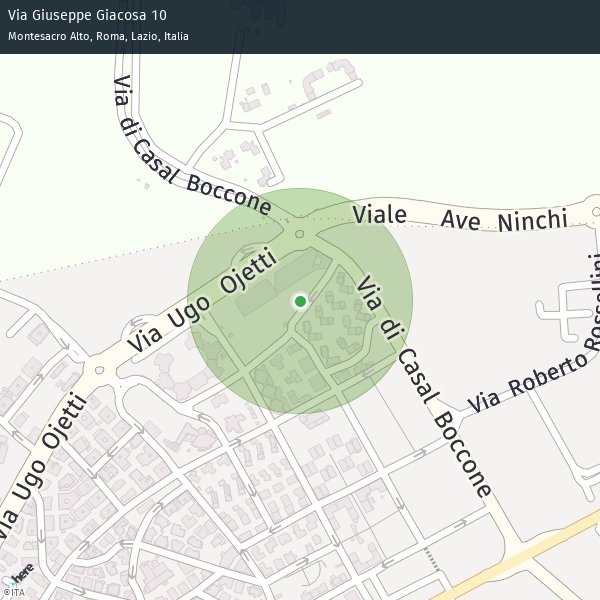 Via Giuseppe Giacosa 10
Montesacro Alto, Roma, Lazio, Italia
Via di Casal Boccone
Viale Ave Ninchi
Via Ugo Ojetti
Via di Casal Boccone
Via Roberto Rossellini
Via Ugo Ojetti
here
©ITA